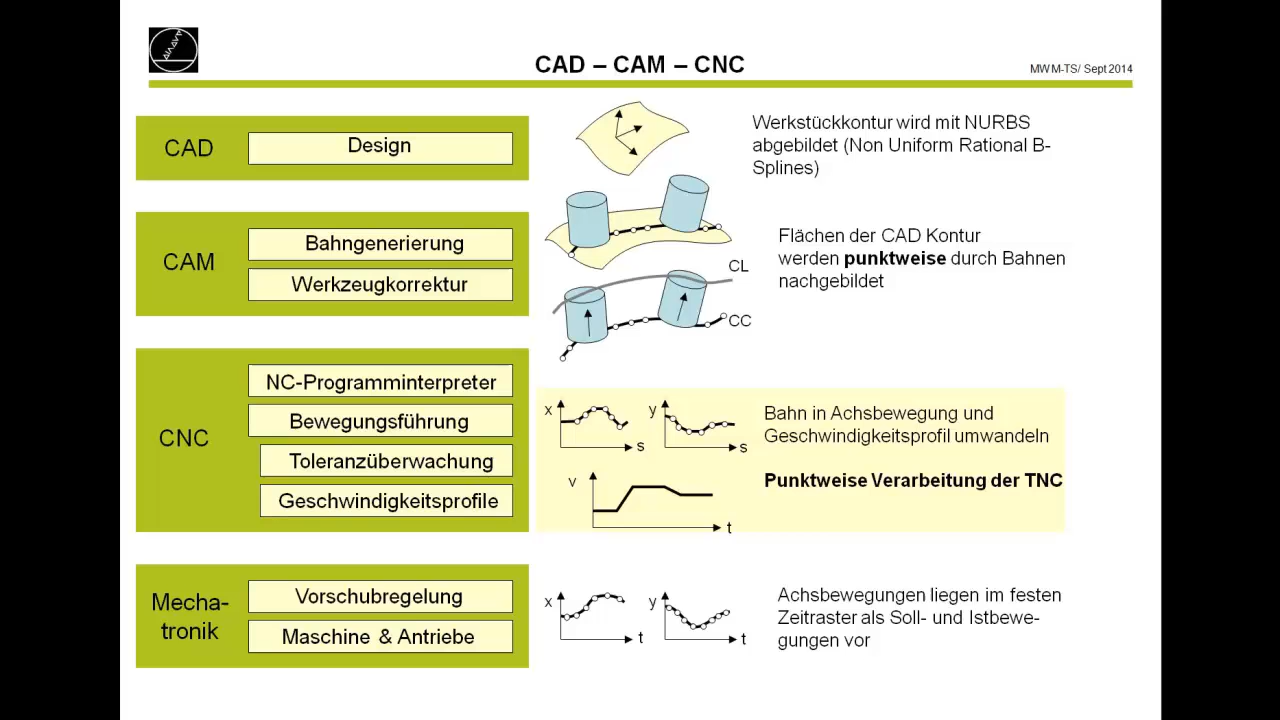 CAD – CAM – CNC
MWM-TS/ Sept 2014
CAD
Design
Werkstückkontur wird mit NURBS
abgebildet (Non Uniform Rational B-
Splines)
CAM
Bahngenerierung
Werkzeugkorrektur
CL
CC
Flächen der CAD Kontur
werden punktweise durch Bahnen
nachgebildet
CNC
NC-Programminterpreter
Bewegungsführung
Toleranzüberwachung
Geschwindigkeitsprofile
x
s
y
s
v
t
Bahn in Achsbewegung und
Geschwindigkeitsprofil umwandeln
Punktweise Verarbeitung der TNC
Mecha-
tronik
Vorschubregelung
Maschine & Antriebe
x
t
y
t
Achsbewegungen liegen im festen
Zeitraster als Soll- und Istbewe-
gungen vor